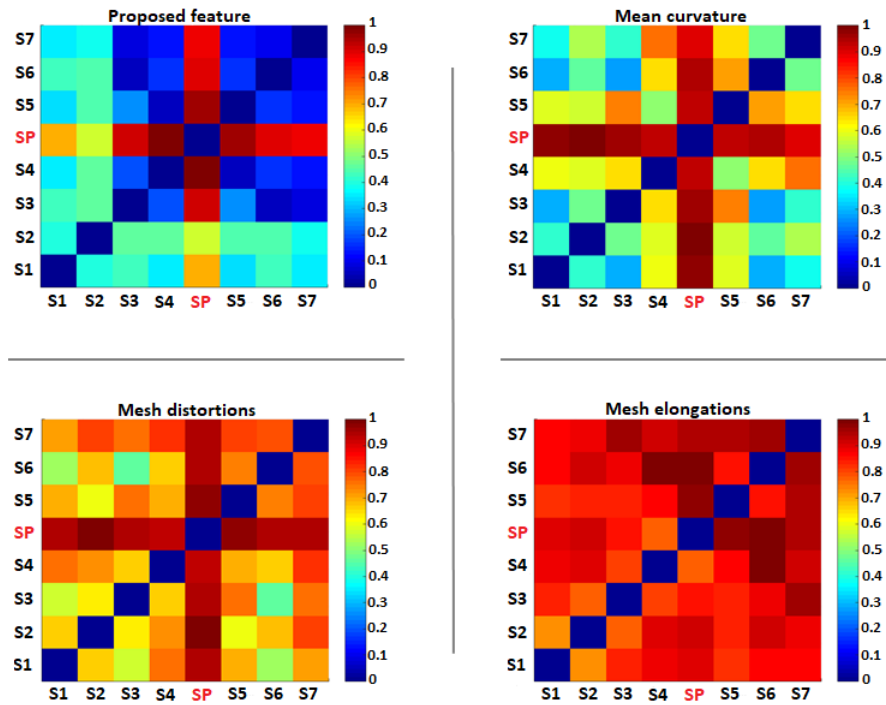 Proposed feature
S7
S6
S5
SP
S4
S3
S2
S1
S1 S2 S3 S4 SP S5 S6 S7
1
0.9
0.8
0.7
0.6
0.5
0.4
0.3
0.2
0.1
0
Mean curvature
S7
S6
S5
SP
S4
S3
S2
S1
S1 S2 S3 S4 SP S5 S6 S7
1
0.9
0.8
0.7
0.6
0.5
0.4
0.3
0.2
0.1
0
Mesh distortions
S7
S6
S5
SP
S4
S3
S2
S1
S1 S2 S3 S4 SP S5 S6 S7
1
0.9
0.8
0.7
0.6
0.5
0.4
0.3
0.2
0.1
0
Mesh elongations
S7
S6
S5
SP
S4
S3
S2
S1
S1 S2 S3 S4 SP S5 S6 S7
1
0.9
0.8
0.7
0.6
0.5
0.4
0.3
0.2
0.1
0